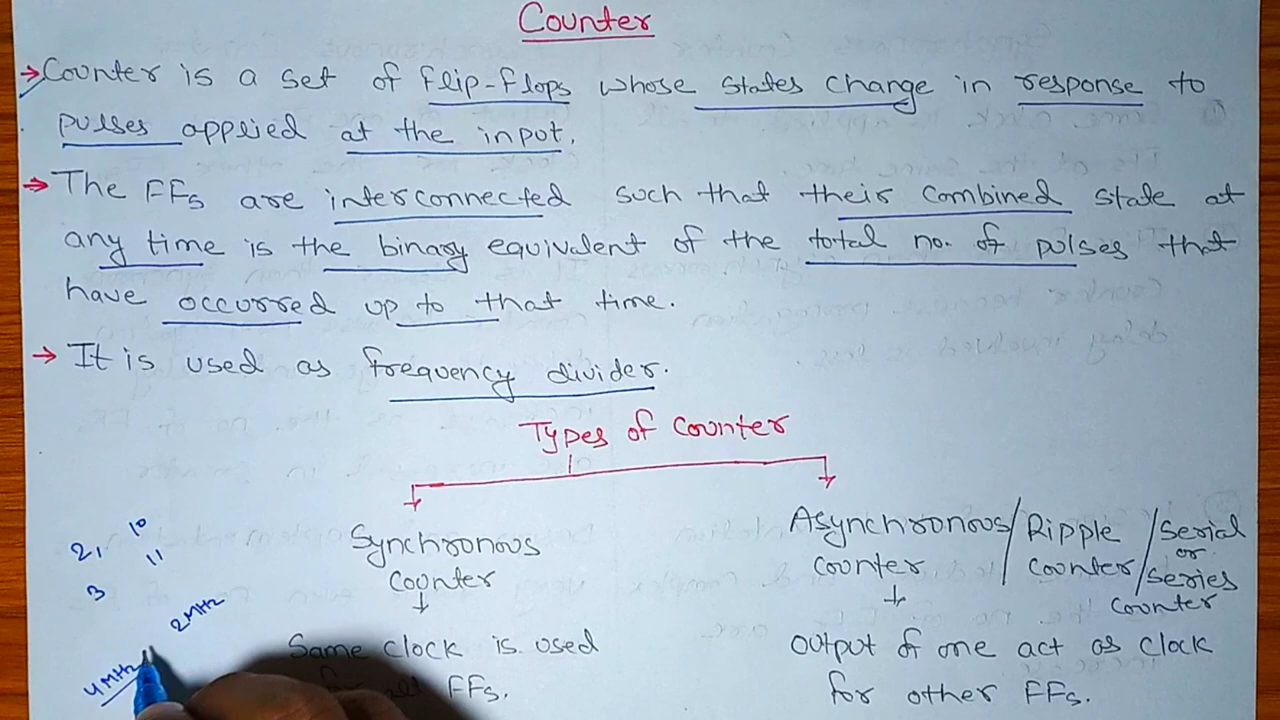 Counter
→ Counter is a set of flip-flops whose states change in response to
pulses applied at the input.
→ The FFs are interconnected such that their combined state at
any time is the binary equivalent of the total no. of pulses that
have occurred up to that time.
→ It is used as frequency divider.
Types of Counter
Synchronous
counter
Asynchronous/Ripple/Serial
counter/counter/or
series
counter
Same clock is used
for all FFs.
Output of one act as clock
for other FFs.
2, 10
11
3
2MHz
4MHz